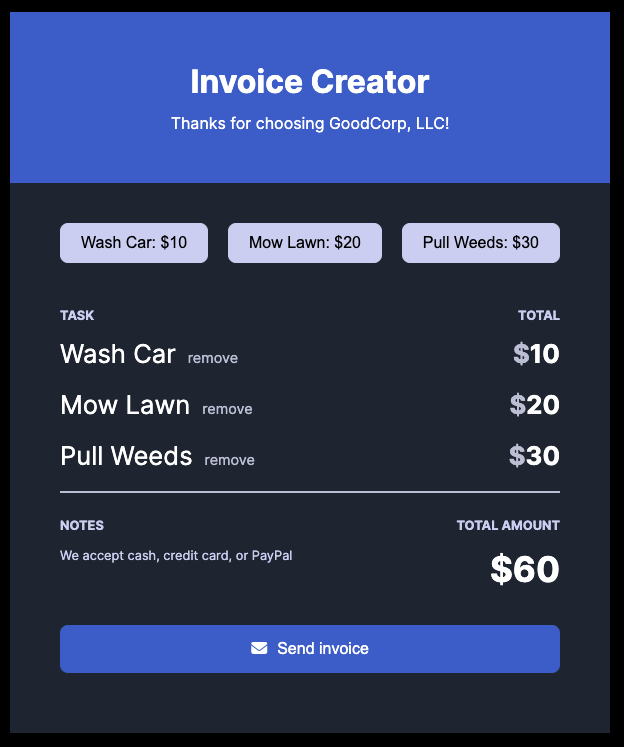 Invoice Creator
Thanks for choosing GoodCorp, LLC!
Wash Car: $10 Mow Lawn: $20 Pull Weeds: $30
TASK TOTAL
Wash Car remove $10
Mow Lawn remove $20
Pull Weeds remove $30
NOTES TOTAL AMOUNT
We accept cash, credit card, or PayPal
$60
Send invoice